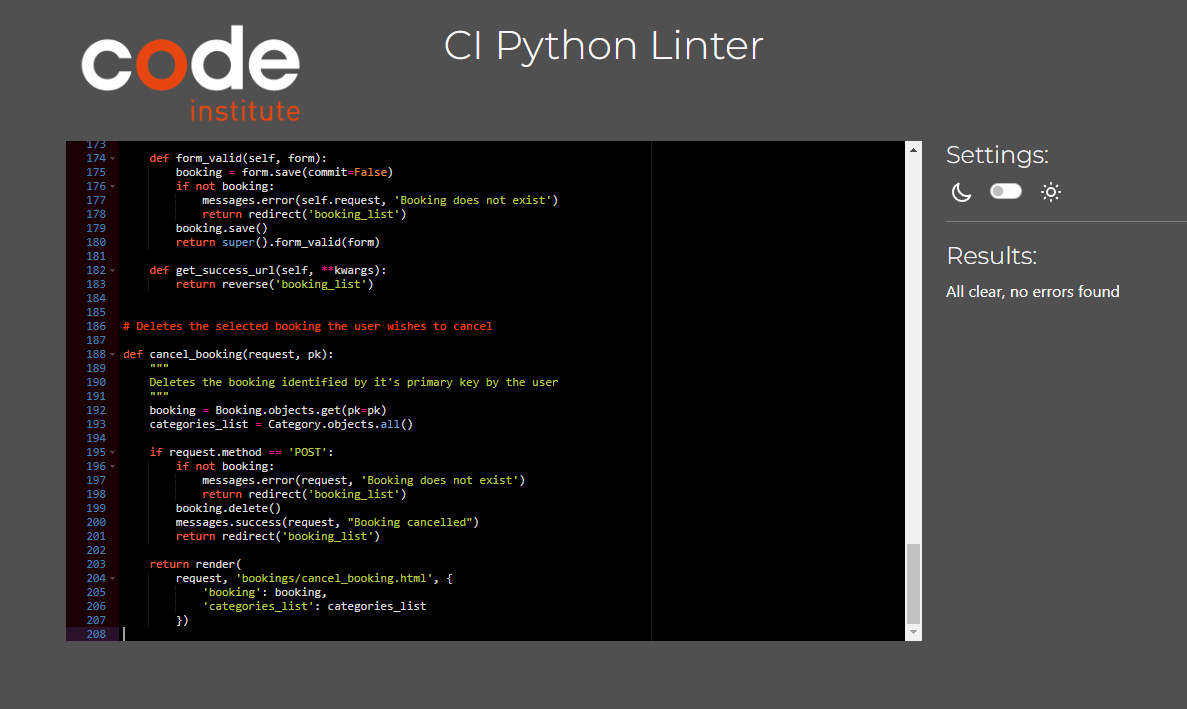 code
institute
CI Python Linter
173
174 def form_valid(self, form):
175 booking = form.save(commit=False)
176 if not booking:
177 messages.error(self.request, 'Booking does not exist')
178 return redirect('booking_list')
179 booking.save()
180 return super().form_valid(form)
181
182 def get_success_url(self, **kwargs):
183 return reverse('booking_list')
184
185
186 # Deletes the selected booking the user wishes to cancel
187
188 def cancel_booking(request, pk):
189 """
190 Deletes the booking identified by it's primary key by the user
191 """
192 booking = Booking.objects.get(pk=pk)
193 categories_list = Category.objects.all()
194
195 if request.method == 'POST':
196 if not booking:
197 messages.error(request, 'Booking does not exist')
198 return redirect('booking_list')
199 booking.delete()
200 messages.success(request, "Booking cancelled")
201 return redirect('booking_list')
202
203 return render(
204 request, 'bookings/cancel_booking.html', {
205 'booking': booking,
206 'categories_list': categories_list
207 })
208
Settings:
Results:
All clear, no errors found